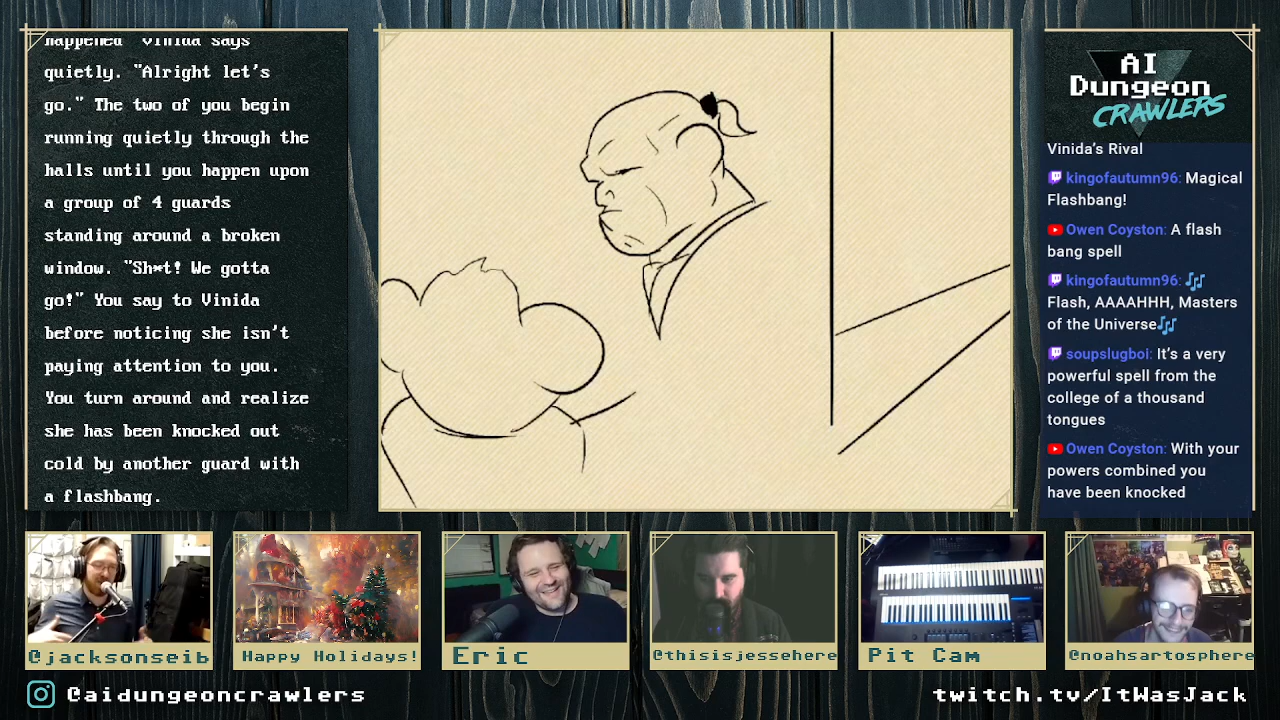 happened" Vinida says
quietly. "Alright let's
go." The two of you begin
running quietly through the
halls until you happen upon
a group of 4 guards
standing around a broken
window. "Sh*t! We gotta
go!" You say to Vinida
before noticing she isn't
paying attention to you.
You turn around and realize
she has been knocked out
cold by another guard with
a flashbang.
AI
Dungeon
CRAWLERS
Vinida's Rival
kingofautumn96: Magical
Flashbang!
Owen Coyston: A flash
bang spell
kingofautumn96: 🎶
Flash, AAAAHHH, Masters
of the Universe🎶
soupslugboi: It's a very
powerful spell from the
college of a thousand
tongues
Owen Coyston: With your
powers combined you
have been knocked
@jacksonseib
Happy Holidays!
Eric
@thisisjessehere
Pit Cam
@noahsartosphere
@aidungeoncrawlers
twitch.tv/ItWasJack